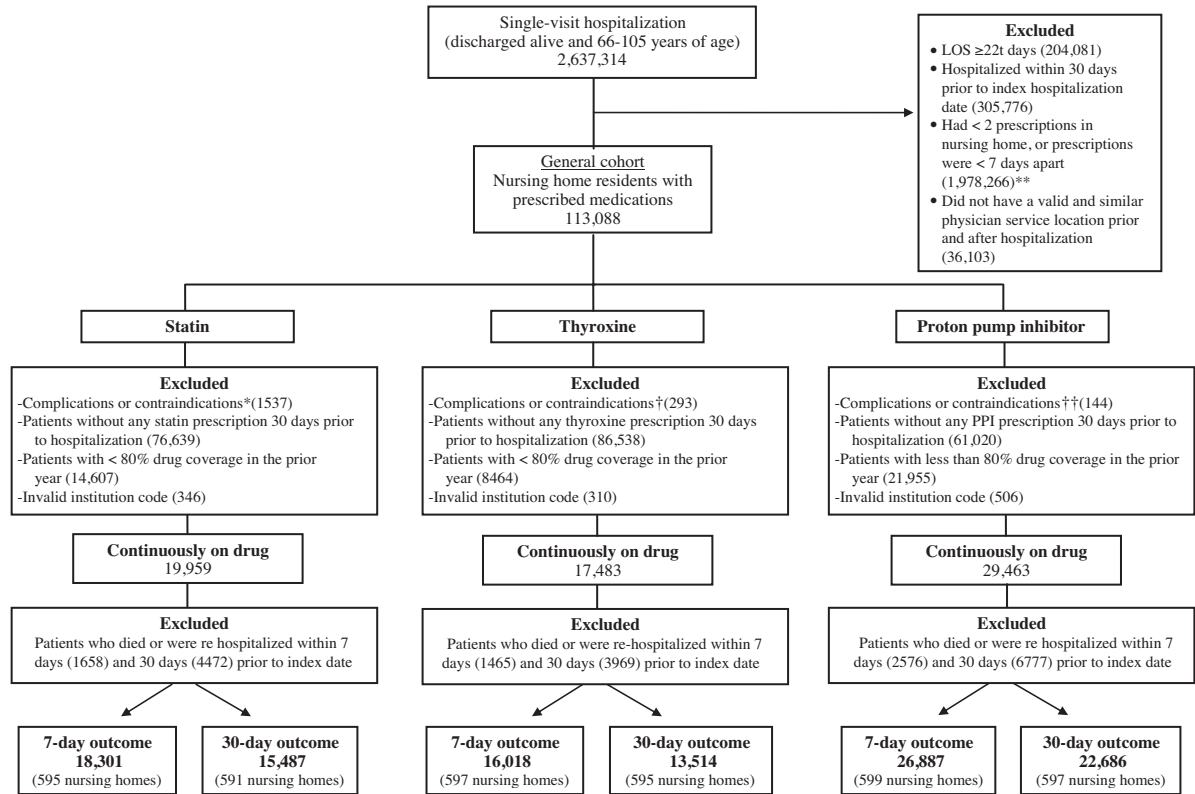 Single-visit hospitalization
(discharged alive and 66-105 years of age)
2,637,314
Excluded
• LOS ≥22t days (204,081)
• Hospitalized within 30 days
prior to index hospitalization
date (305,776)
• Had < 2 prescriptions in
nursing home, or prescriptions
were < 7 days apart
(1,978,266)**
• Did not have a valid and similar
physician service location prior
and after hospitalization
(36,103)
General cohort
Nursing home residents with
prescribed medications
113,088
Statin
Excluded
-Complications or contraindications*(1537)
-Patients without any statin prescription 30 days prior
to hospitalization (76,639)
-Patients with < 80% drug coverage in the prior
year (14,607)
-Invalid institution code (346)
Continuously on drug
19,959
Excluded
Patients who died or were re hospitalized within 7
days (1658) and 30 days (4472) prior to index date
7-day outcome
18,301
(595 nursing homes)
30-day outcome
15,487
(591 nursing homes)
Thyroxine
Excluded
-Complications or contraindications†(293)
-Patients without any thyroxine prescription 30 days
prior to hospitalization (86,538)
-Patients with < 80% drug coverage in the prior
year (8464)
-Invalid institution code (310)
Continuously on drug
17,483
Excluded
Patients who died or were re-hospitalized within 7
days (1465) and 30 days (3969) prior to index date
7-day outcome
16,018
(597 nursing homes)
30-day outcome
13,514
(595 nursing homes)
Proton pump inhibitor
Excluded
-Complications or contraindications††(144)
-Patients without any PPI prescription 30 days prior to
hospitalization (61,020)
-Patients with less than 80% drug coverage in the prior
year (21,955)
-Invalid institution code (506)
Continuously on drug
29,463
Excluded
Patients who died or were re hospitalized within 7
days (2576) and 30 days (6777) prior to index date
7-day outcome
26,887
(599 nursing homes)
30-day outcome
22,686
(597 nursing homes)